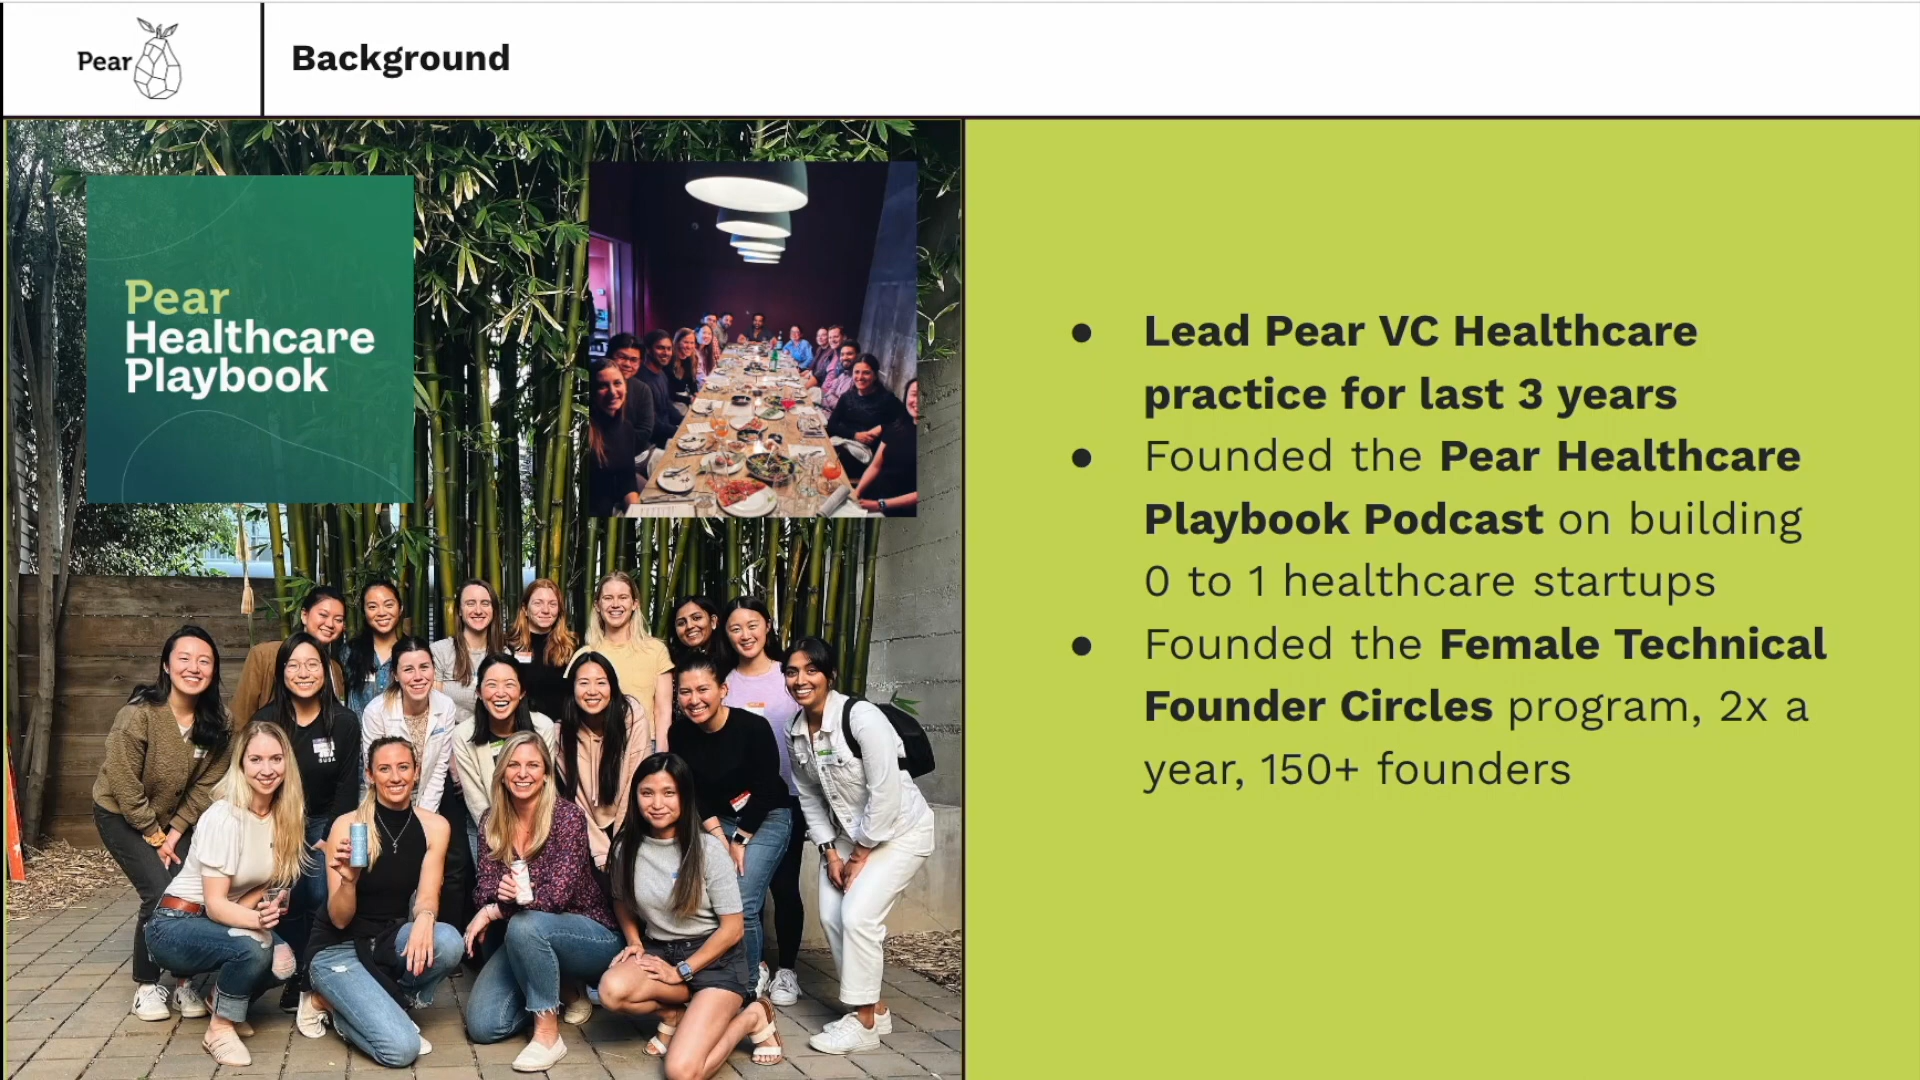 Pear
Background
Pear
Healthcare
Playbook
● Lead Pear VC Healthcare
practice for last 3 years
● Founded the Pear Healthcare
Playbook Podcast on building
0 to 1 healthcare startups
● Founded the Female Technical
Founder Circles program, 2x a
year, 150+ founders